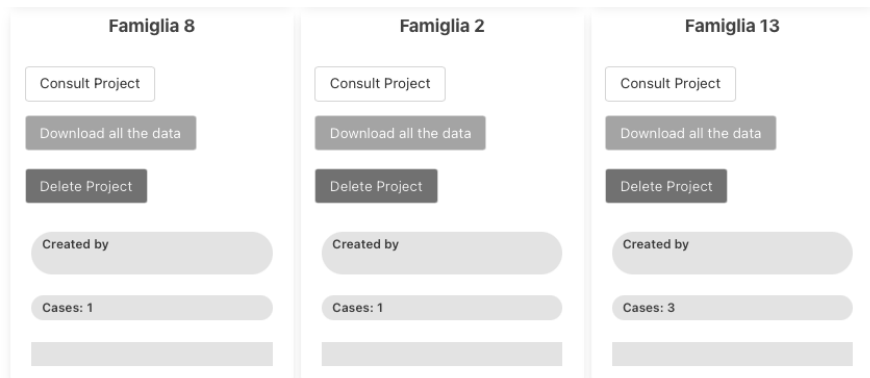 Famiglia 8
Consult Project
Download all the data
Delete Project
Created by
Cases: 1
Famiglia 2
Consult Project
Download all the data
Delete Project
Created by
Cases: 1
Famiglia 13
Consult Project
Download all the data
Delete Project
Created by
Cases: 3